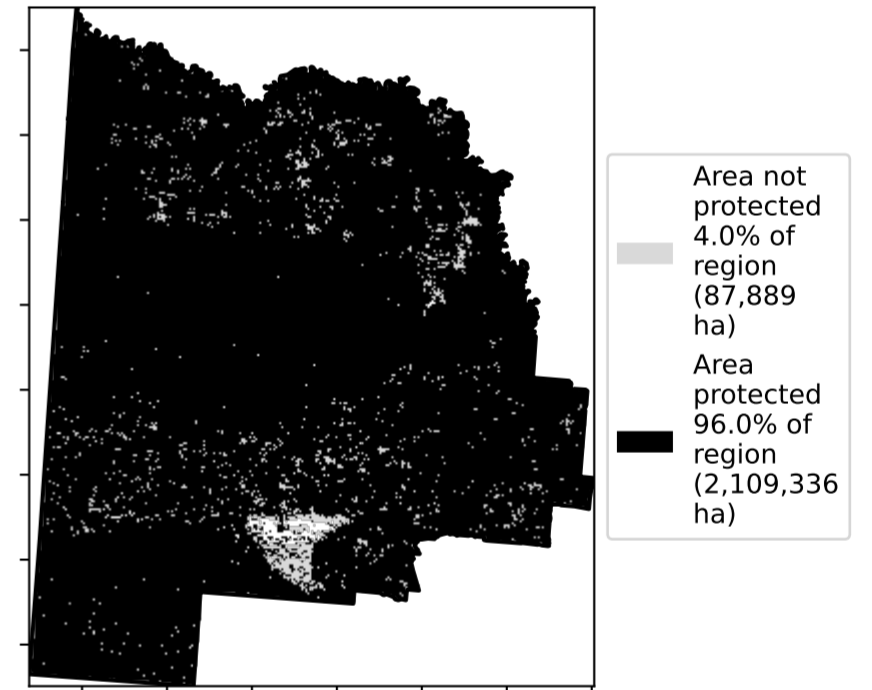 Area not
protected
4.0% of
region
(87,889
ha)
Area
protected
96.0% of
region
(2,109,336
ha)